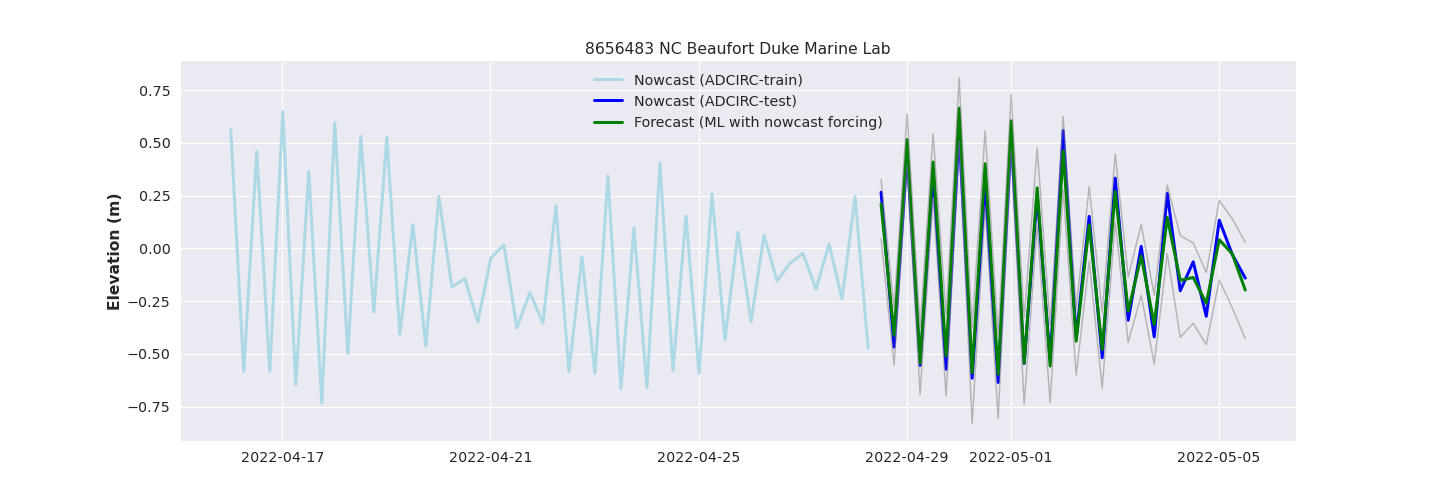 8656483 NC Beaufort Duke Marine Lab
Nowcast (ADCIRC-train)
Nowcast (ADCIRC-test)
Forecast (ML with nowcast forcing)
Elevation (m)
0.75
0.50
0.25
0.00
−0.25
−0.50
−0.75
2022-04-17 2022-04-21 2022-04-25 2022-04-29 2022-05-01 2022-05-05